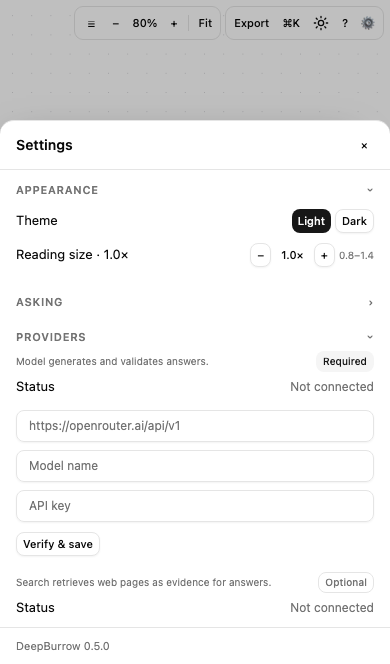 ≡ − 80% + Fit Export ⌘K ?
Settings ×
APPEARANCE
Theme Light Dark
Reading size · 1.0× − 1.0× + 0.8–1.4
ASKING
PROVIDERS
Model generates and validates answers. Required
Status Not connected
https://openrouter.ai/api/v1
Model name
API key
Verify & save
Search retrieves web pages as evidence for answers. Optional
Status Not connected
DeepBurrow 0.5.0